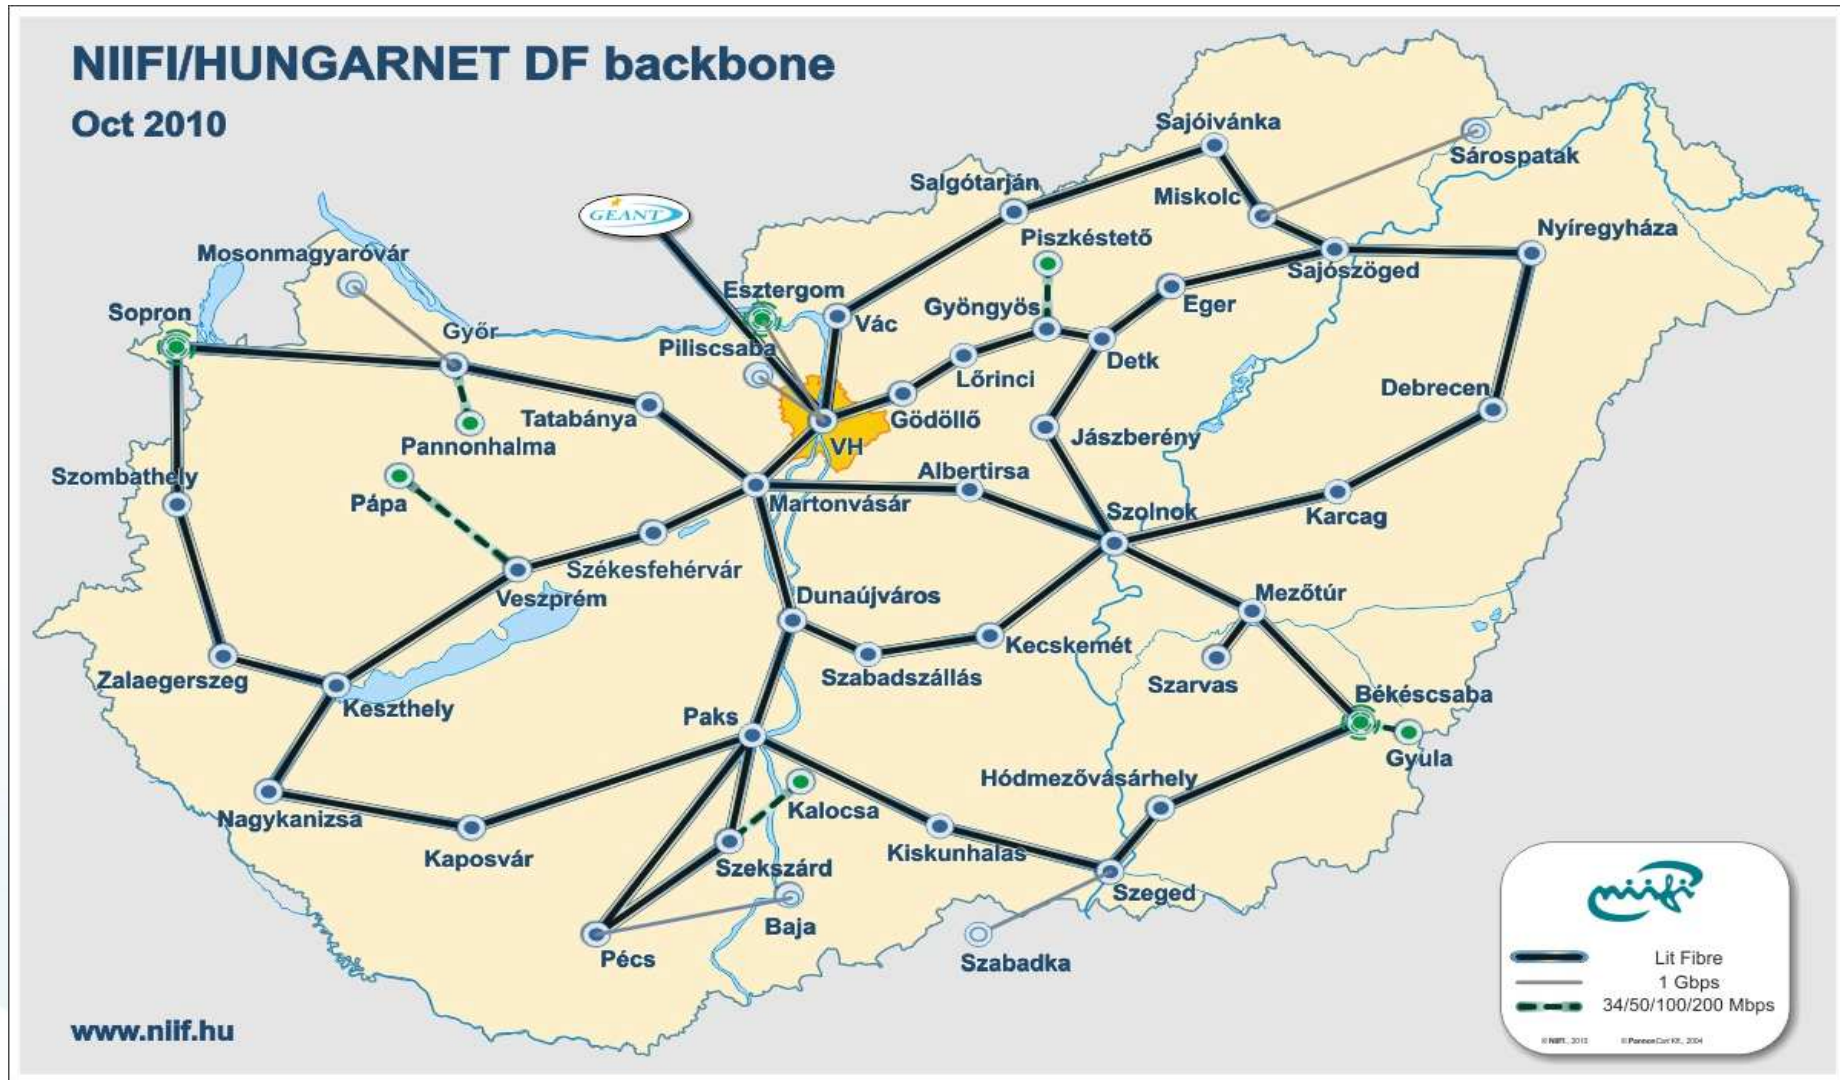 NIIFI/HUNGARNET DF backbone
Oct 2010
Sajóivánka
Sárospatak
Salgótarján
Miskolc
GEANT
Nyíregyháza
Piszkéstető
Mosonmagyaróvár
Sajószöged
Esztergom
Eger
Sopron
Gyöngyös
Vác
Győr
Piliscsaba
Detk
Lőrinci
Debrecen
Tatabánya
Gödöllő
Pannonhalma
VH
Jászberény
Szombathely
Albertirsa
Pápa
Martonvásár
Szolnok
Karcag
Székesfehérvár
Veszprém
Dunaújváros
Mezőtúr
Kecskemét
Zalaegerszeg
Szabadszállás
Szarvas
Békéscsaba
Keszthely
Paks
Gyula
Hódmezővásárhely
Kalocsa
Nagykanizsa
Kaposvár
Kiskunhalas
Szekszárd
Szeged
Baja
Pécs
Szabadka
niifi
Lit Fibre
1 Gbps
34/50/100/200 Mbps
www.niif.hu